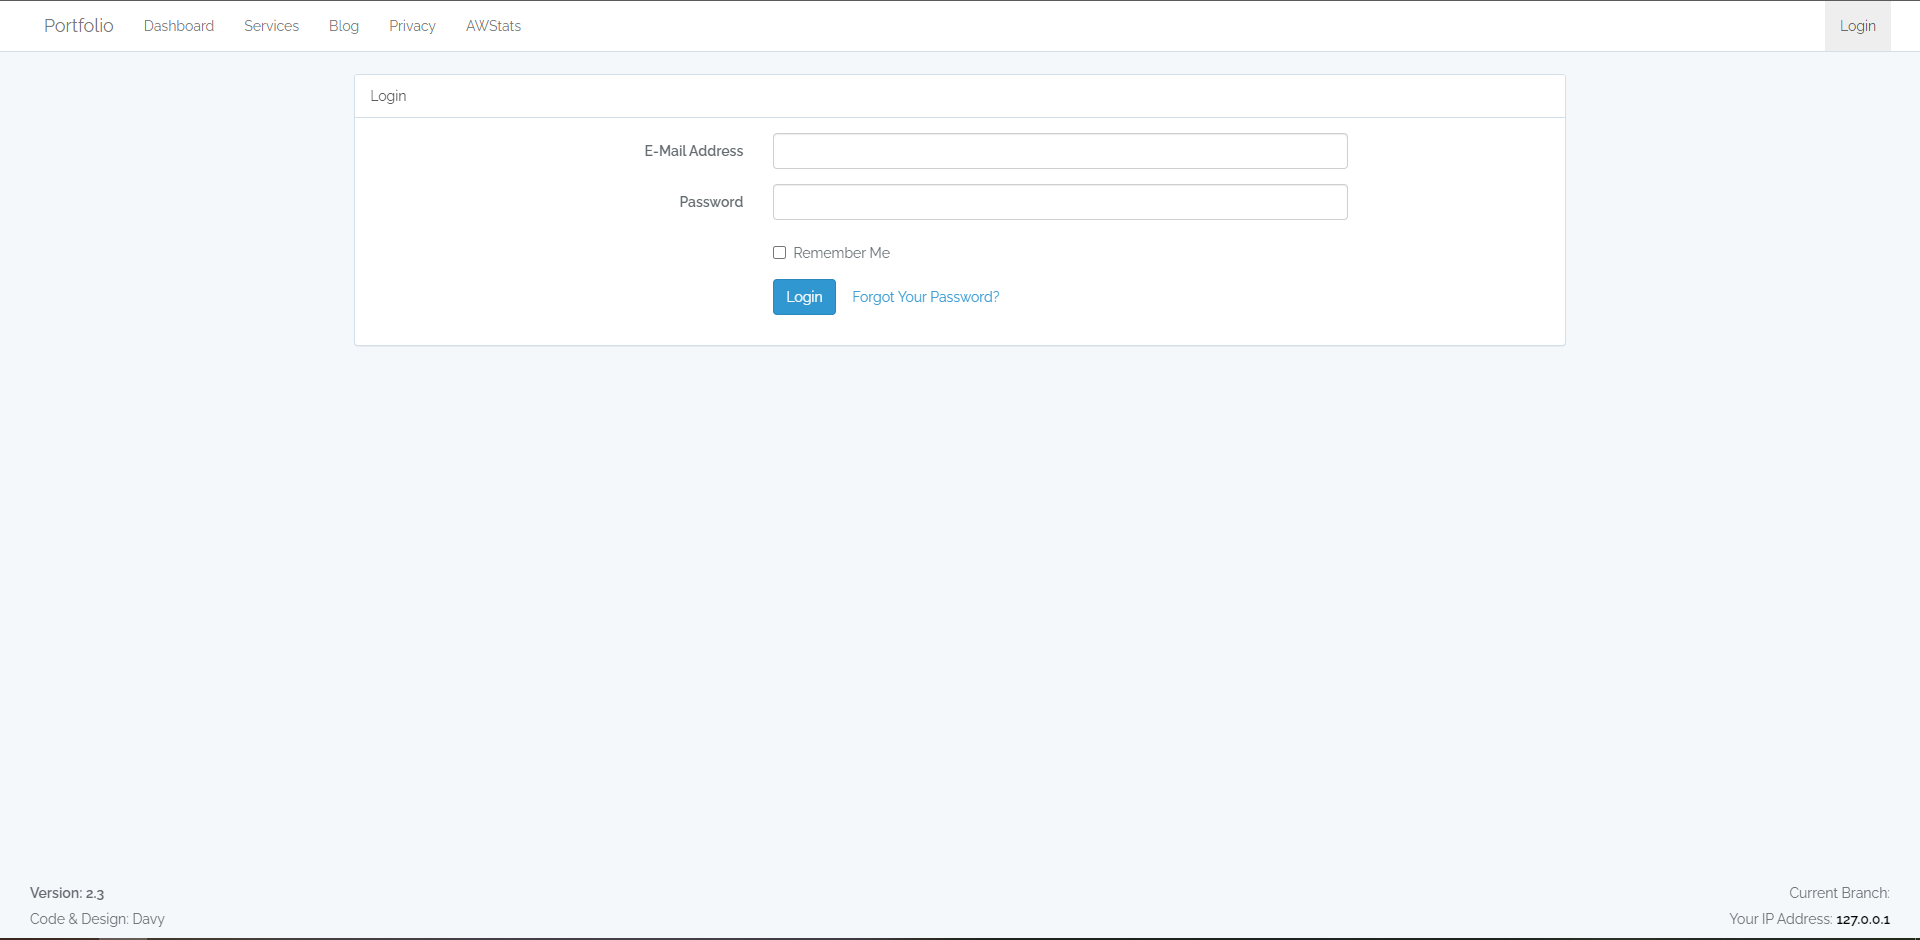 Portfolio Dashboard Services Blog Privacy AWStats Login
Login
E-Mail Address
Password
Remember Me
Login Forgot Your Password?
Version: 2.3 Current Branch:
Code & Design: Davy Your IP Address: 127.0.0.1